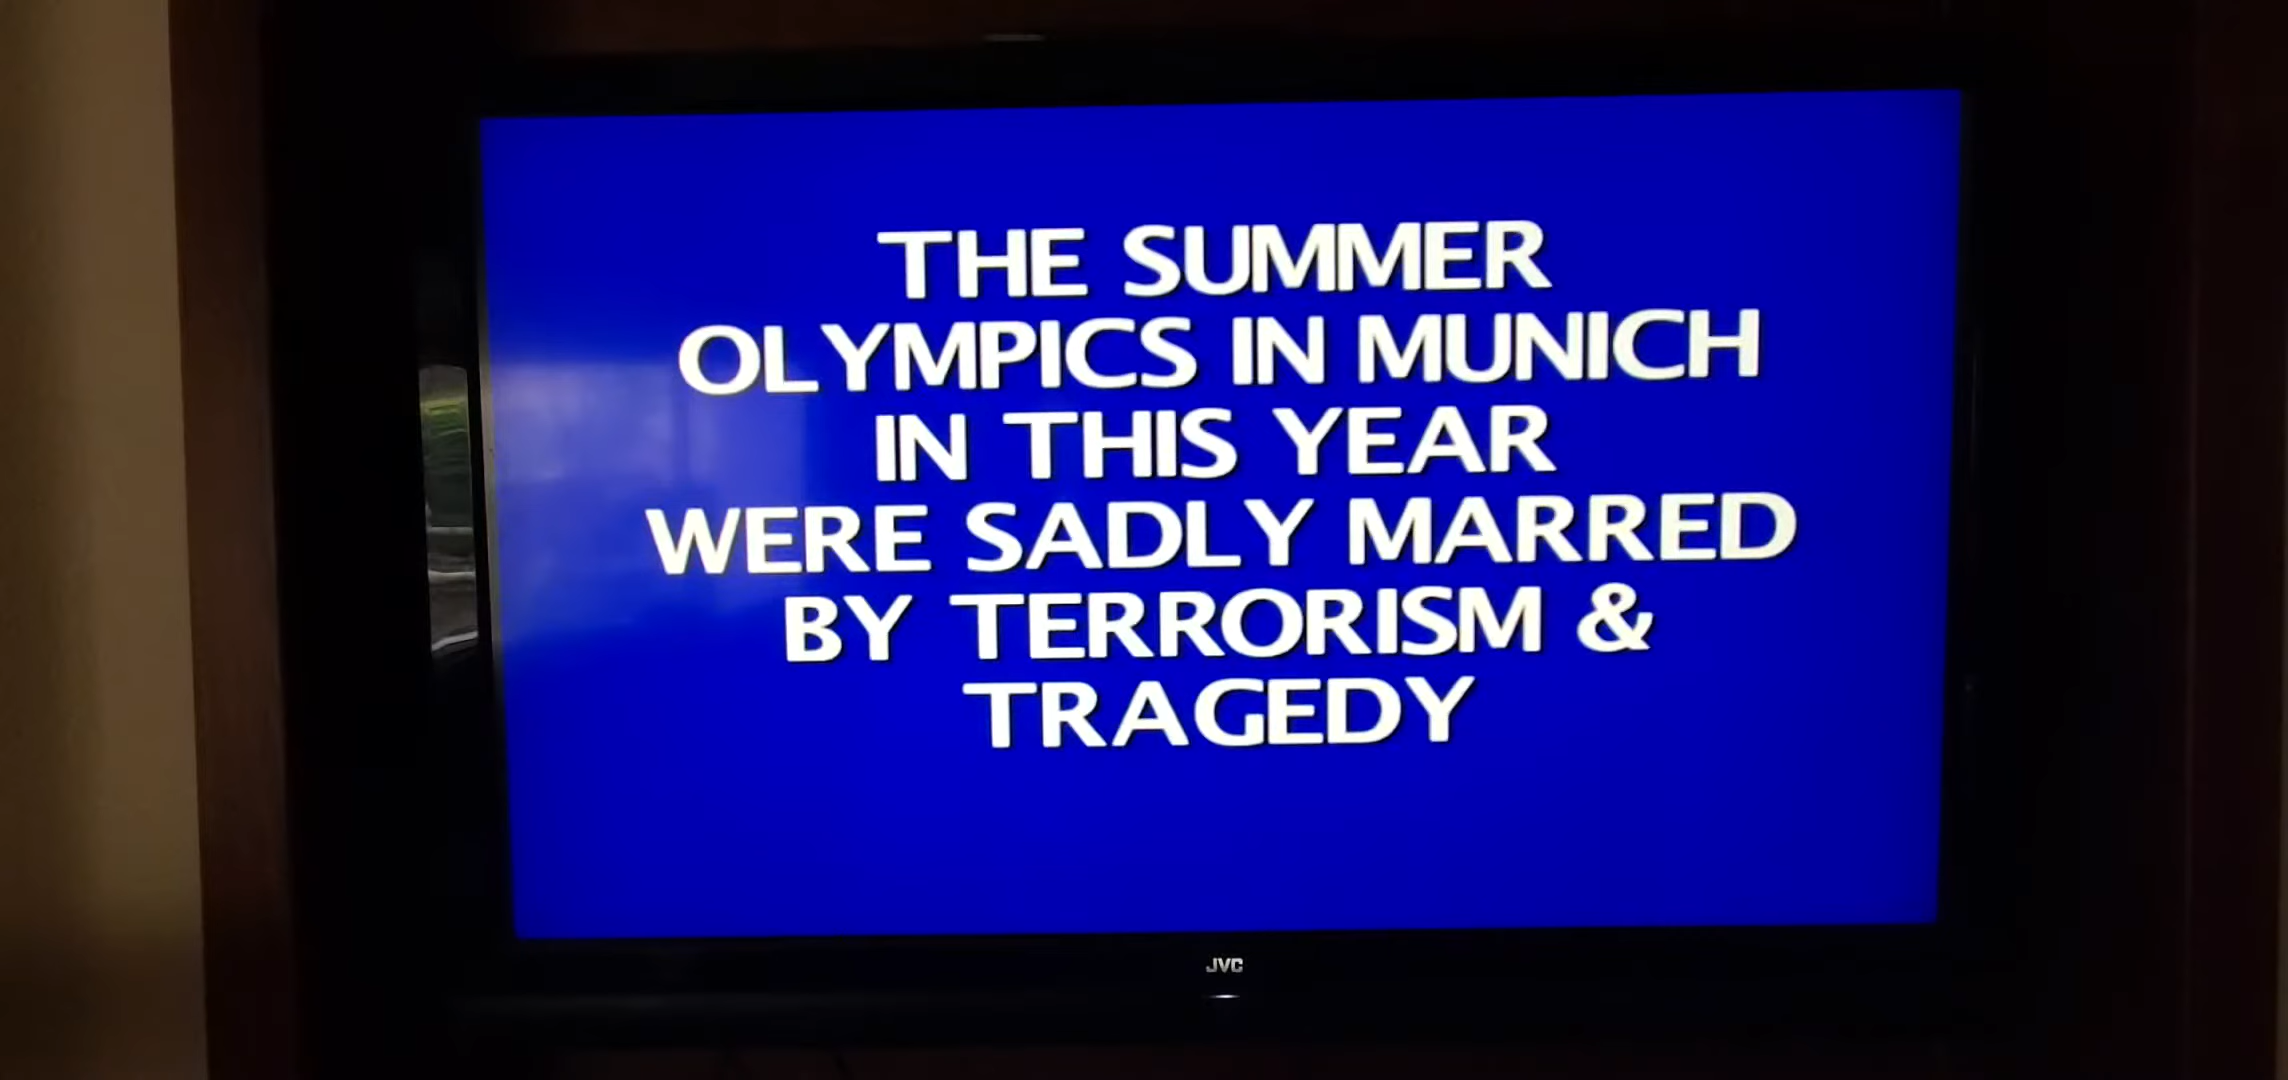 THE SUMMER
OLYMPICS IN MUNICH
IN THIS YEAR
WERE SADLY MARRED
BY TERRORISM &
TRAGEDY
JVC